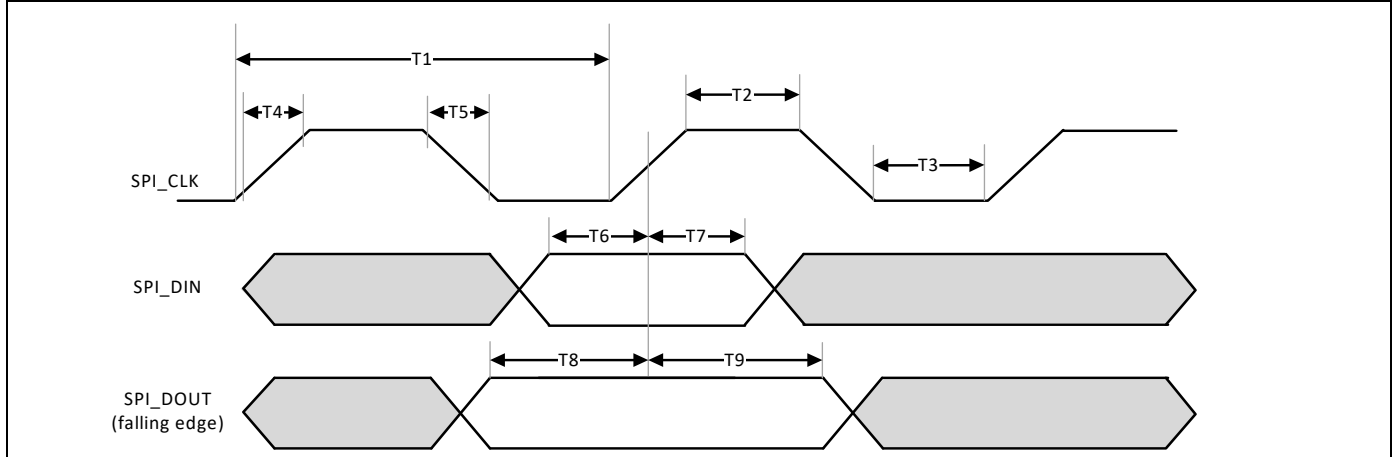 T1
T4
T5
T2
T3
SPI_CLK
T6
T7
SPI_DIN
T8
T9
SPI_DOUT
(falling edge)